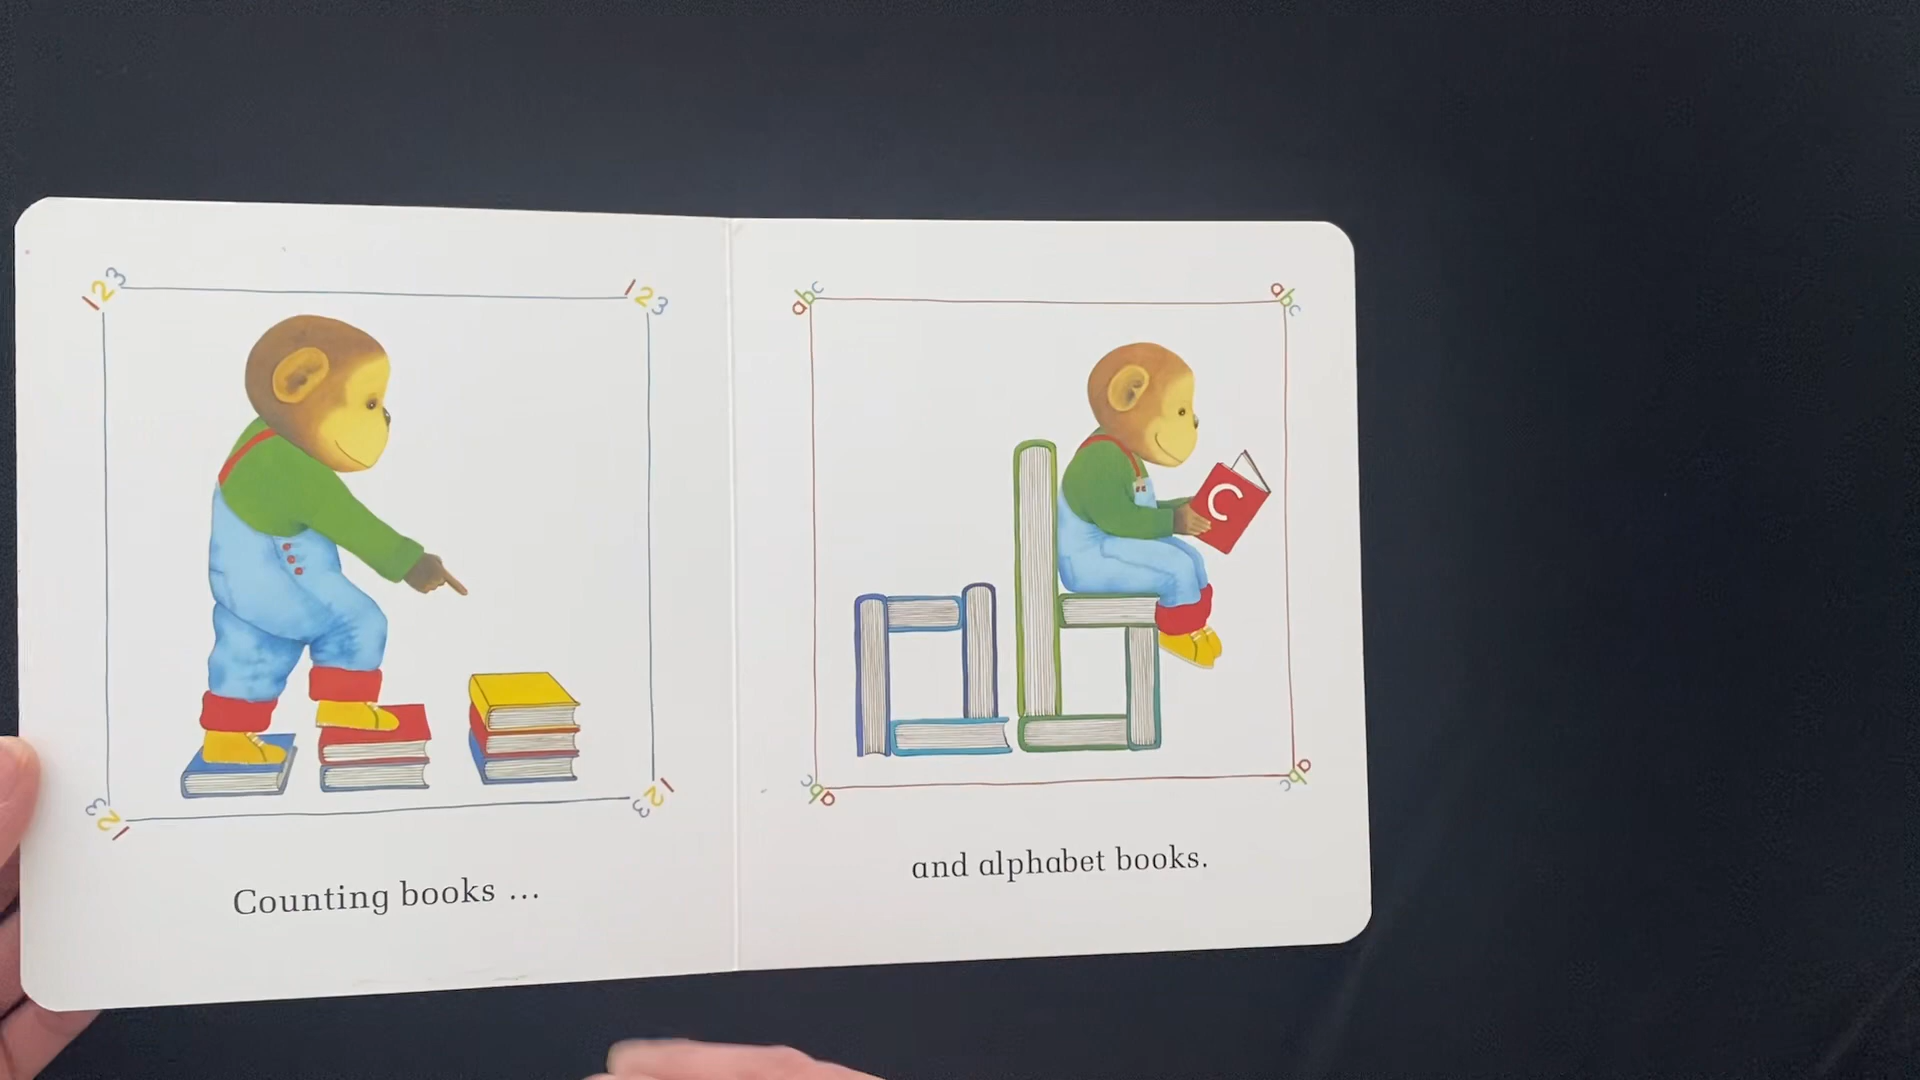 123
123
123
123
Counting books ...
abc
abc
C
abc
abc
and alphabet books.